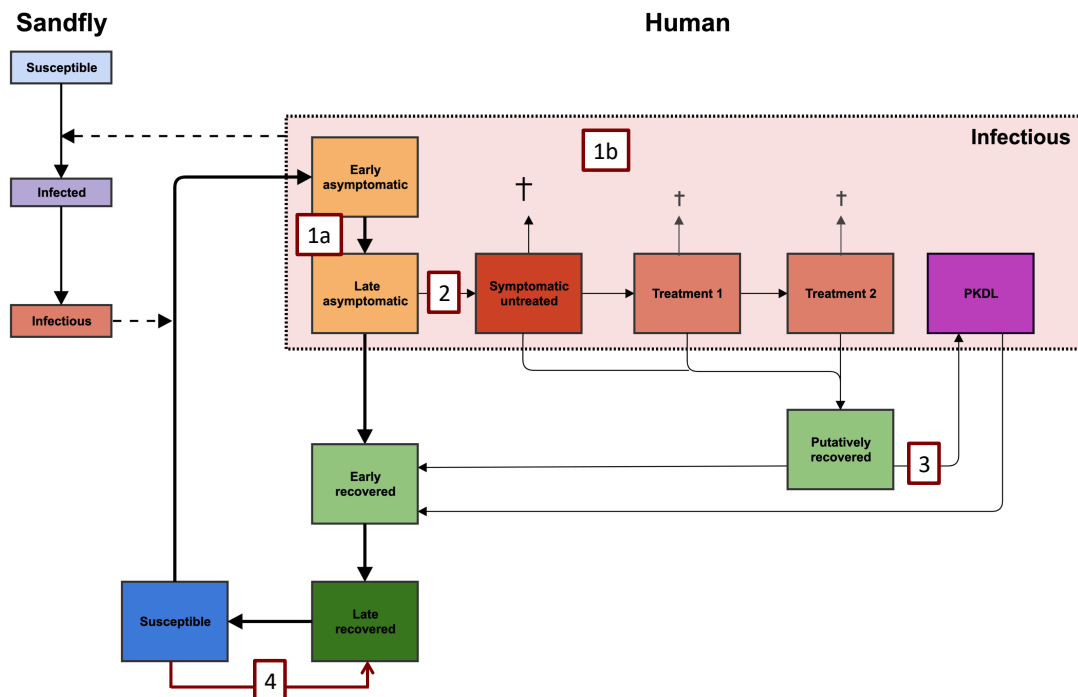 Sandfly
Human
Susceptible
Infected
Infectious
Infectious
1b
Early
asymptomatic
1a
Late
asymptomatic
2
Symptomatic
untreated
Treatment 1
Treatment 2
PKDL
Putatively
recovered
3
Early
recovered
Susceptible
Late
recovered
4